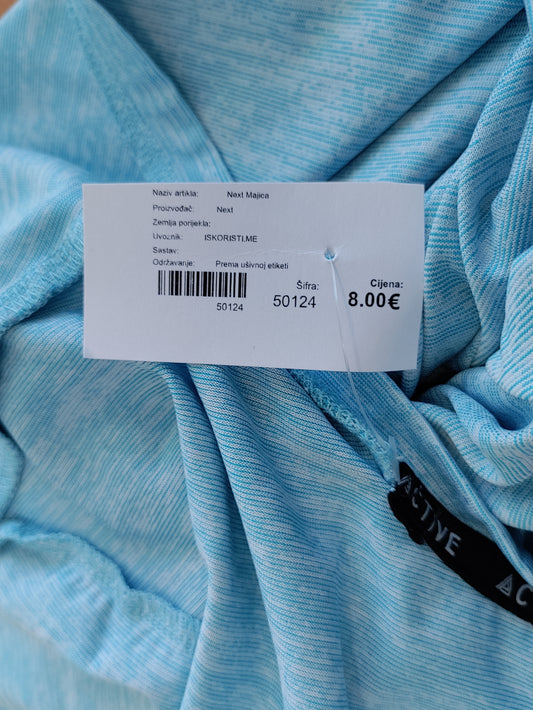 Naziv artikla: Next Majica
Proizvođač: Next
Zemlja porijekla:
Uvoznik: ISKORISTI.ME
Sastav:
Održavanje: Prema ušivnoj etiketi
Šifra: Cijena:
50124 50124 8.00€
ACTIVE AC